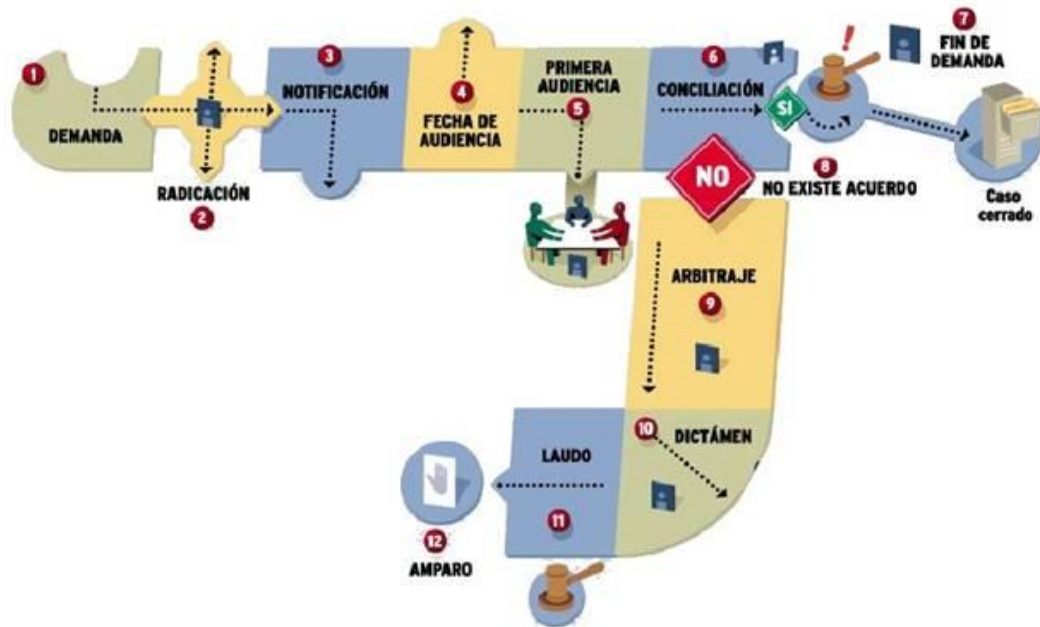 1
DEMANDA
RADICACIÓN
2
3
NOTIFICACIÓN
4
FECHA DE
AUDIENCIA
PRIMERA
AUDIENCIA
5
6
CONCILIACIÓN
SI
7
FIN DE
DEMANDA
Caso
cerrado
NO
8
NO EXISTE ACUERDO
ARBITRAJE
9
10
DICTÁMEN
LAUDO
11
12
AMPARO